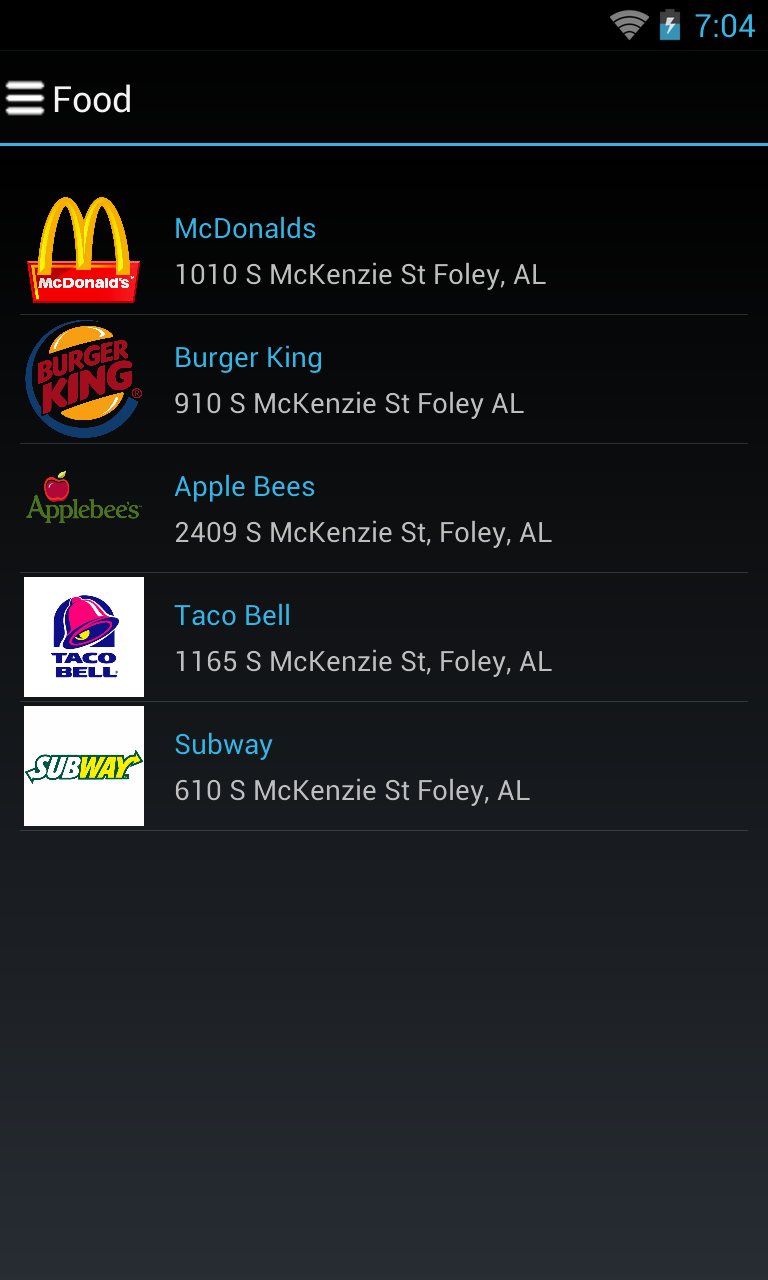 7:04
Food
McDonald's
McDonalds
1010 S McKenzie St Foley, AL
BURGER
KING
Burger King
910 S McKenzie St Foley AL
Applebee's
Apple Bees
2409 S McKenzie St, Foley, AL
TACO
BELL
Taco Bell
1165 S McKenzie St, Foley, AL
SUBWAY
Subway
610 S McKenzie St Foley, AL